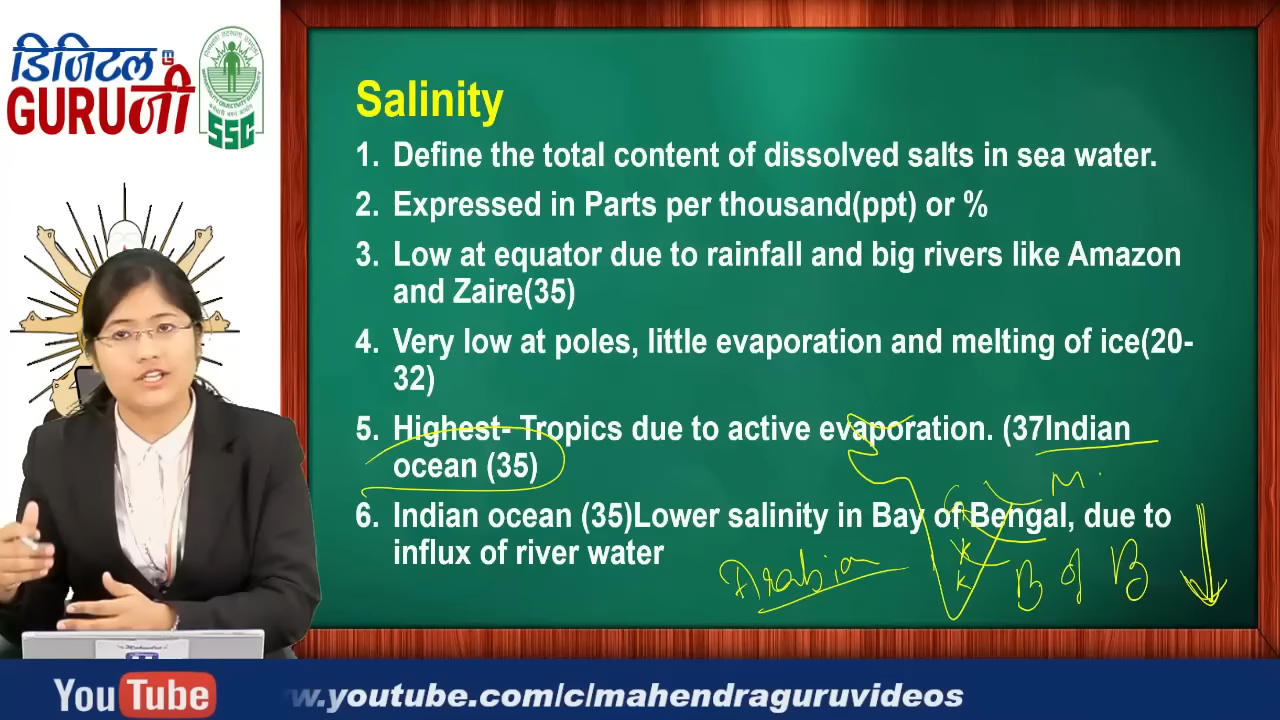 डिजिटल
GURUजी
SSC
Salinity
1. Define the total content of dissolved salts in sea water.
2. Expressed in Parts per thousand(ppt) or %
3. Low at equator due to rainfall and big rivers like Amazon
and Zaire(35)
4. Very low at poles, little evaporation and melting of ice(20-
32)
5. Highest- Tropics due to active evaporation. (37Indian
ocean (35)
M
6. Indian ocean (35)Lower salinity in Bay of Bengal, due to
influx of river water
Arabian
B of B
YouTube
w.youtube.com/c/mahendraguruvideos